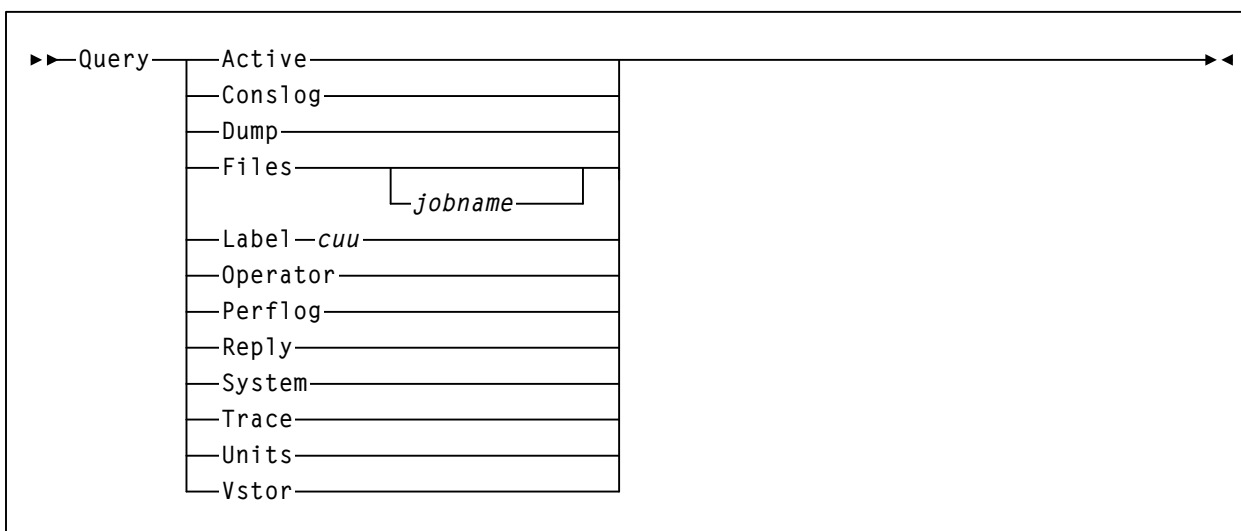 Query Active
Conslog
Dump
Files
jobname
Label cuu
Operator
Perflog
Reply
System
Trace
Units
Vstor